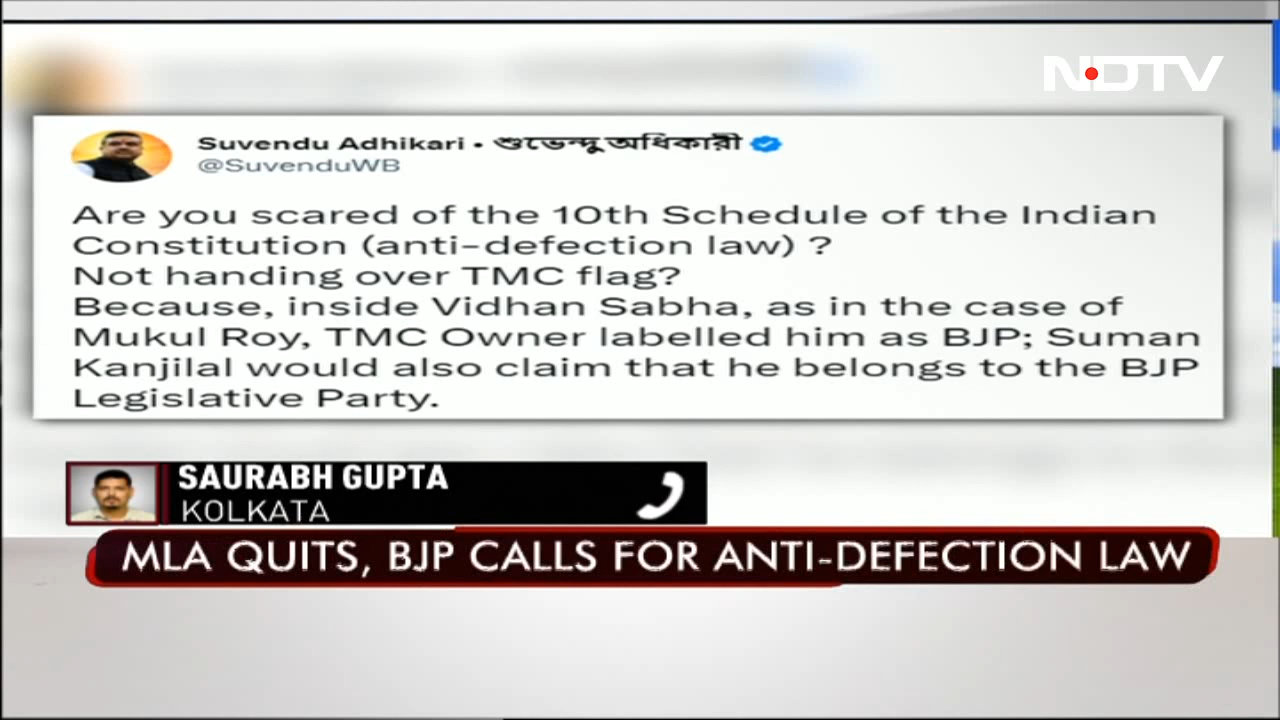 NDTV
Suvendu Adhikari • শুভেন্দু অধিকারী
@SuvenduWB
Are you scared of the 10th Schedule of the Indian
Constitution (anti-defection law) ?
Not handing over TMC flag?
Because, inside Vidhan Sabha, as in the case of
Mukul Roy, TMC Owner labelled him as BJP; Suman
Kanjilal would also claim that he belongs to the BJP
Legislative Party.
SAURABH GUPTA
KOLKATA
MLA QUITS, BJP CALLS FOR ANTI-DEFECTION LAW